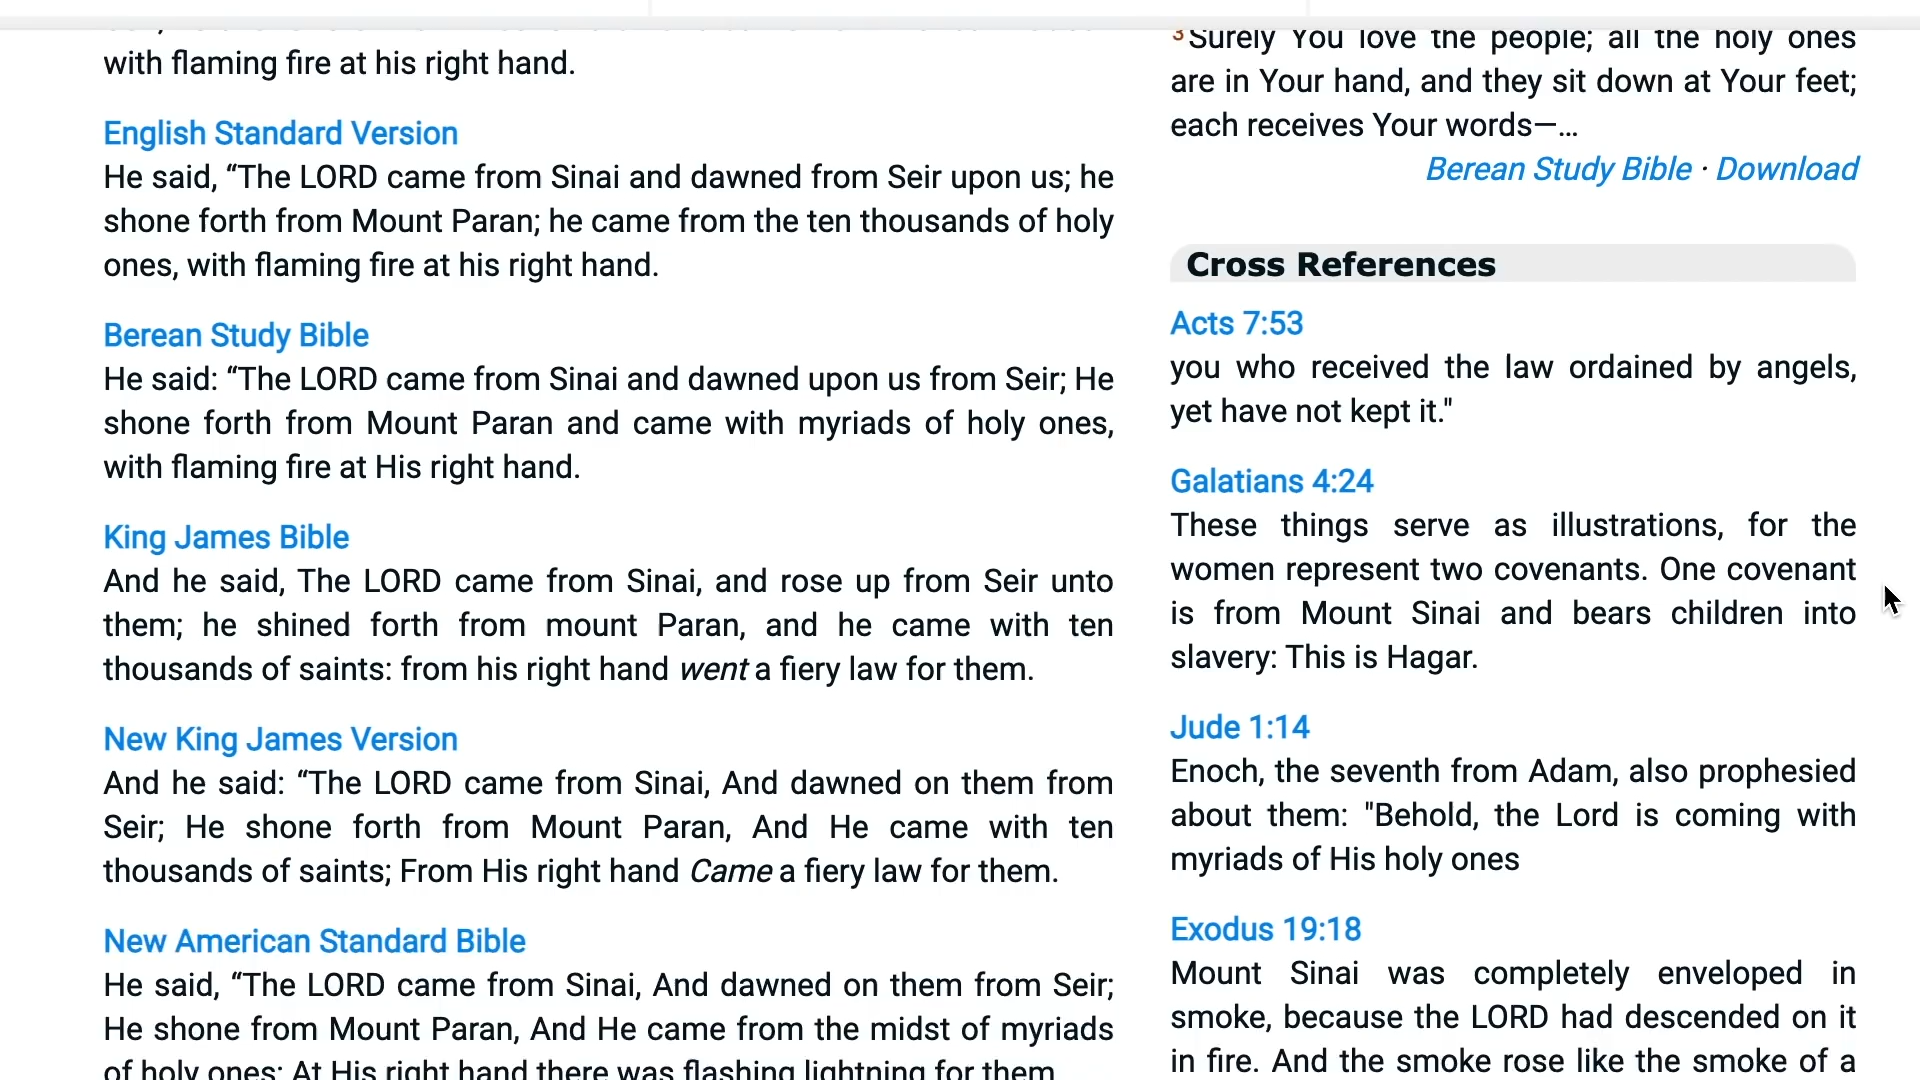 with flaming fire at his right hand.
English Standard Version
He said, “The LORD came from Sinai and dawned from Seir upon us; he
shone forth from Mount Paran; he came from the ten thousands of holy
ones, with flaming fire at his right hand.
Berean Study Bible
He said: “The LORD came from Sinai and dawned upon us from Seir; He
shone forth from Mount Paran and came with myriads of holy ones,
with flaming fire at His right hand.
King James Bible
And he said, The LORD came from Sinai, and rose up from Seir unto
them; he shined forth from mount Paran, and he came with ten
thousands of saints: from his right hand went a fiery law for them.
New King James Version
And he said: “The LORD came from Sinai, And dawned on them from
Seir; He shone forth from Mount Paran, And He came with ten
thousands of saints; From His right hand Came a fiery law for them.
New American Standard Bible
He said, “The LORD came from Sinai, And dawned on them from Seir;
He shone from Mount Paran, And He came from the midst of myriads
of holy ones; At His right hand there was flashing lightning for them.
3 Surely You love the people; all the holy ones
are in Your hand, and they sit down at Your feet;
each receives Your words—…
Berean Study Bible · Download
Cross References
Acts 7:53
you who received the law ordained by angels,
yet have not kept it."
Galatians 4:24
These things serve as illustrations, for the
women represent two covenants. One covenant
is from Mount Sinai and bears children into
slavery: This is Hagar.
Jude 1:14
Enoch, the seventh from Adam, also prophesied
about them: "Behold, the Lord is coming with
myriads of His holy ones
Exodus 19:18
Mount Sinai was completely enveloped in
smoke, because the LORD had descended on it
in fire. And the smoke rose like the smoke of a